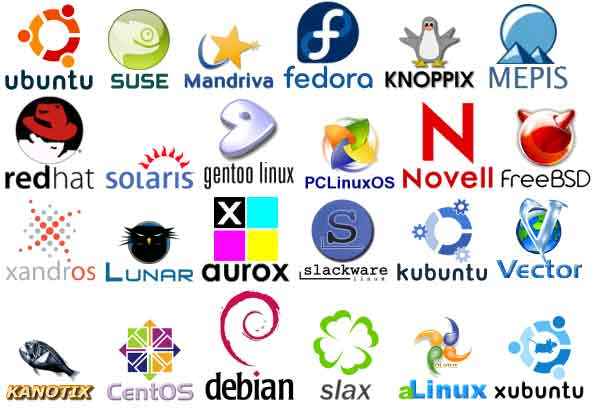 ubuntu
SUSE
Mandriva
fedora
KNOPPIX
MEPIS
redhat
solaris
gentoo linux
PCLinuxOS
N
Novell
FreeBSD
xandros
LUNAR
X
aurox
S
slackware
linux
kubuntu
V
Vector
KANOTIX
CentOS
debian
slax
aLinux
xubuntu